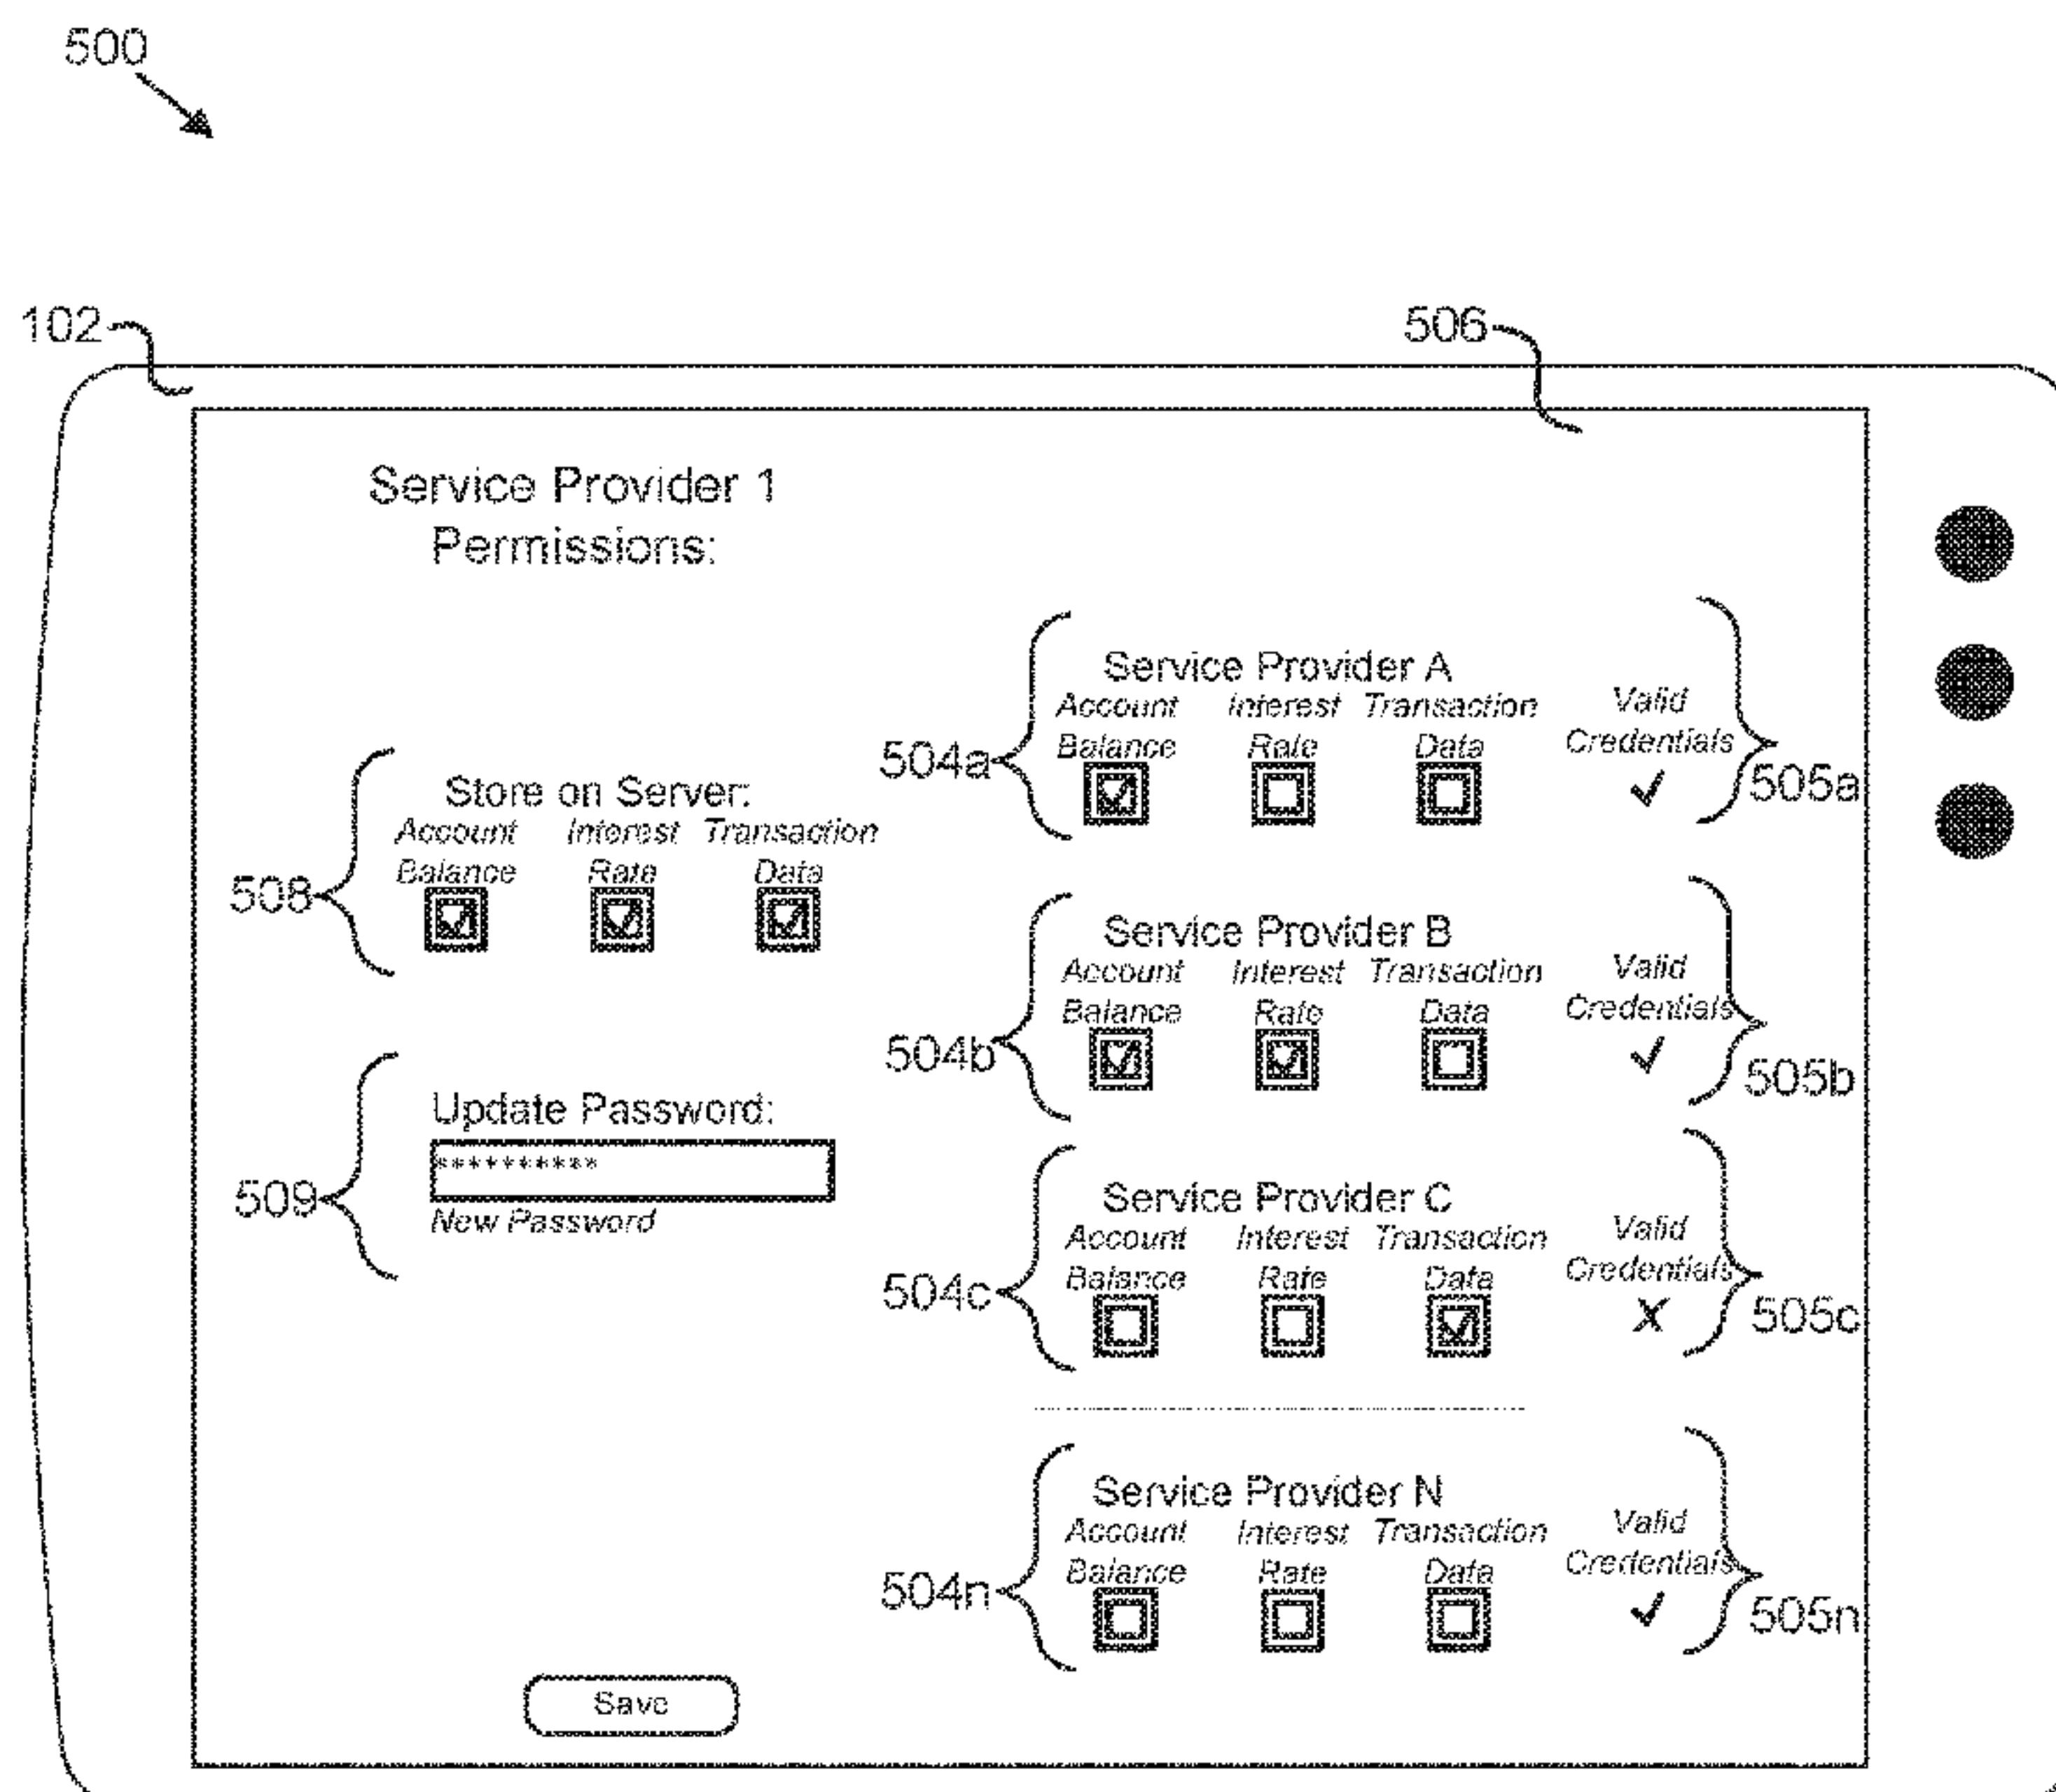 500
102
506
Service Provider 1
Permissions:
504a
Service Provider A
Account Interest Transaction
Balance Rate Data
Valid
Credentials
505a
508
Store on Server:
Account Interest Transaction
Balance Rate Data
504b
Service Provider B
Account Interest Transaction
Balance Rate Data
Valid
Credentials
505b
509
Update Password:
**********
New Password
504c
Service Provider C
Account Interest Transaction
Balance Rate Data
Valid
Credentials
X
505c
504n
Service Provider N
Account Interest Transaction
Balance Rate Data
Valid
Credentials
505n
Save